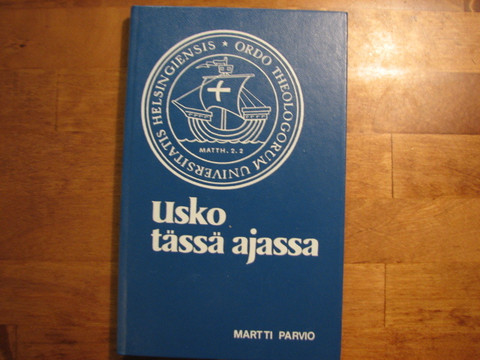 ORDO THEOLOGORUM UNIVERSITATIS HELSINGIENSIS ★
MATTH. 2.2
Usko
tässä ajassa
MARTTI PARVIO